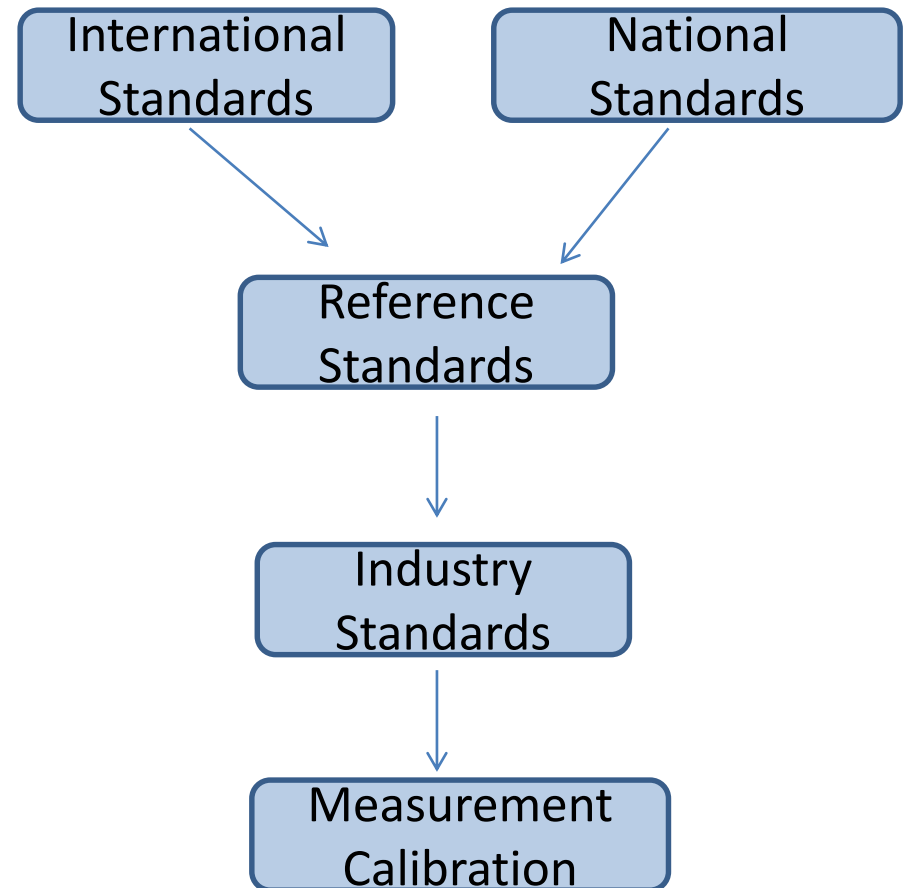 International
Standards
National
Standards
Reference
Standards
Industry
Standards
Measurement
Calibration